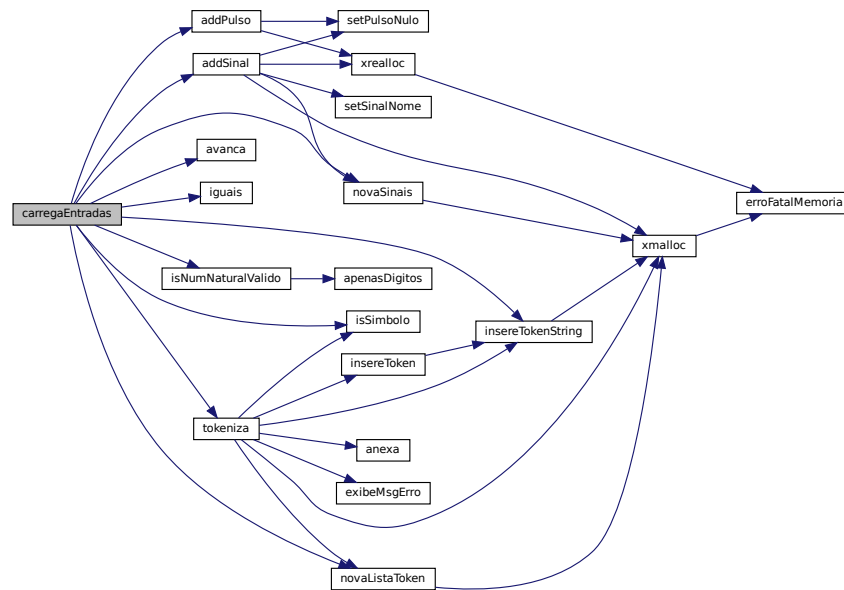 addPulso
setPulsoNulo
addSinal
xrealloc
setSinalNome
avanca
iguais
novaSinais
erroFatalMemoria
carregaEntradas
xmalloc
isNumNaturalValido
apenasDigitos
isSimbolo
insereTokenString
insereToken
tokeniza
anexa
exibeMsgErro
novaListaToken